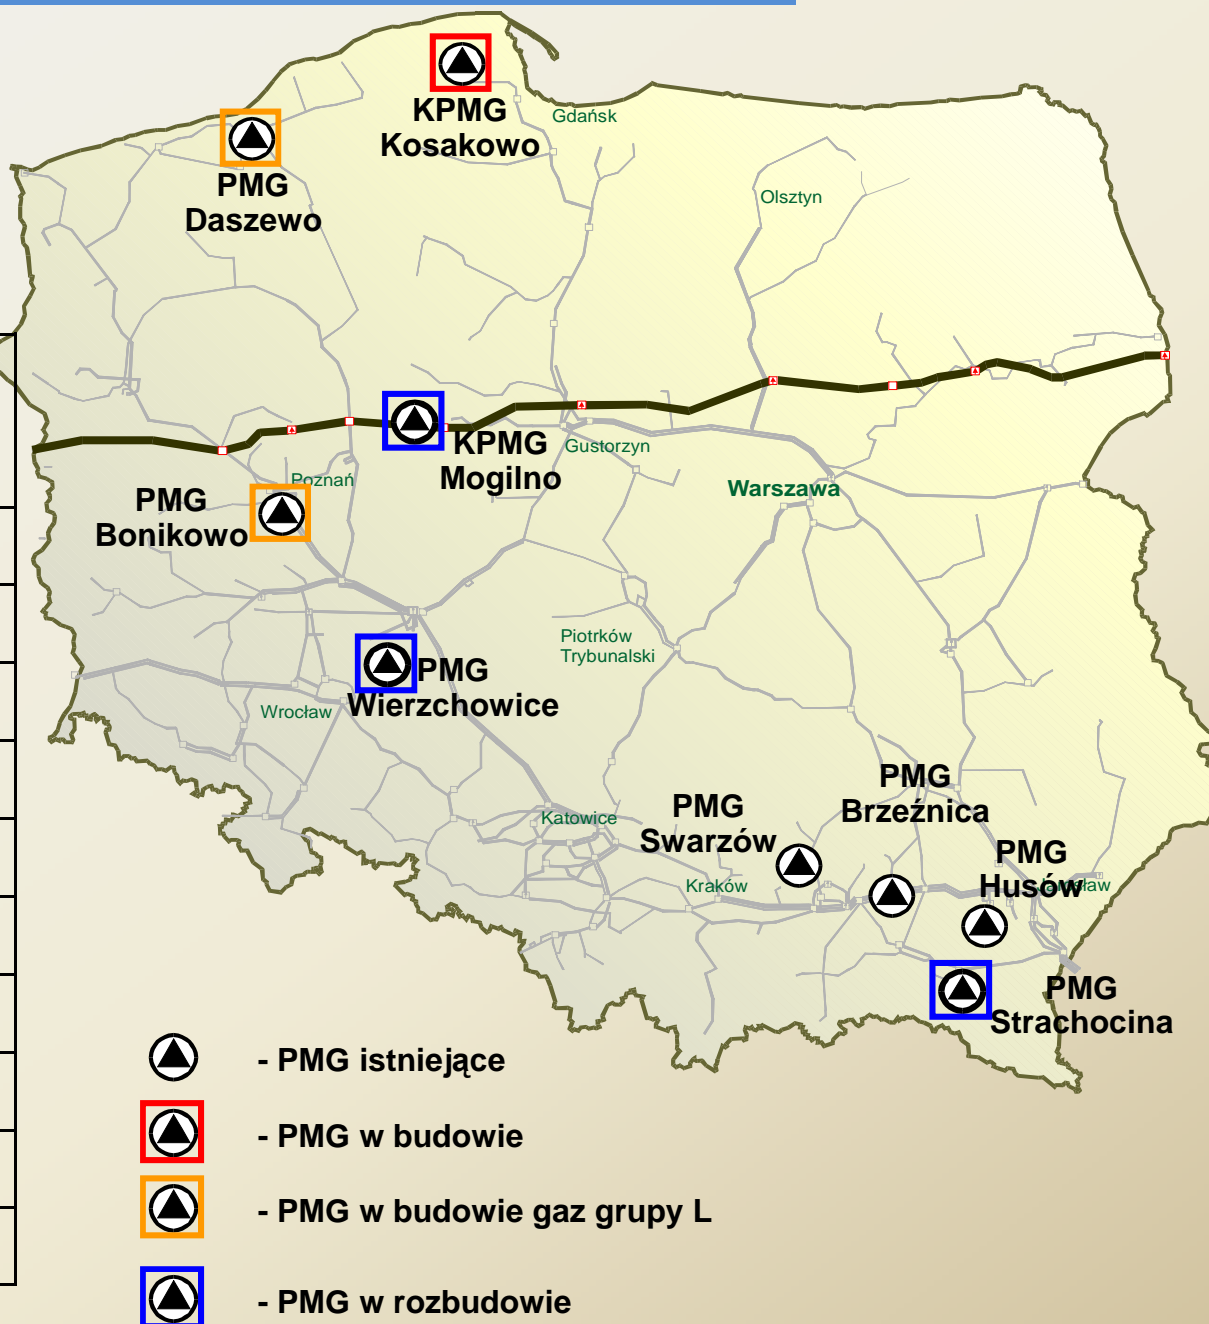 KPMG
Kosakowo
Gdańsk
PMG
Daszewo
Olsztyn
KPMG
Mogilno
Gustorzyn
Poznań
Warszawa
PMG
Bonikowo
Piotrków
Trybunalski
PMG
Wierzchowice
Wrocław
PMG
Brzeźnica
PMG
Swarzów
Katowice
PMG
Husów
Kraków
PMG
Strachocina
- PMG istniejące
- PMG w budowie
- PMG w budowie gaz grupy L
- PMG w rozbudowie